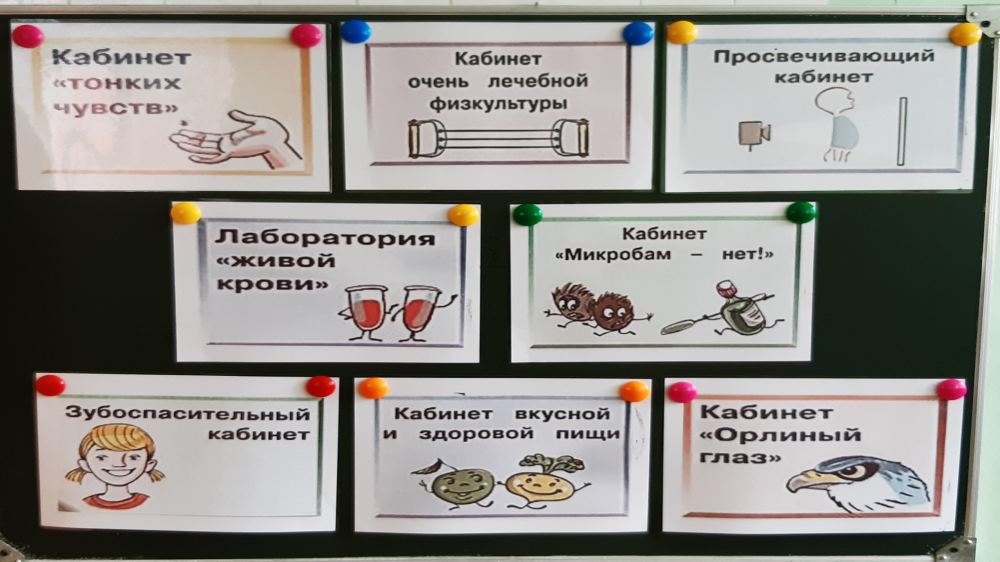 Кабинет
«тонких
чувств»
Кабинет
очень лечебной
физкультуры
Просвечивающий
кабинет
Лаборатория
«живой
крови»
Кабинет
«Микробам – нет!»
Зубоспасительный
кабинет
Кабинет вкусной
и здоровой пищи
Кабинет
«Орлиный
глаз»